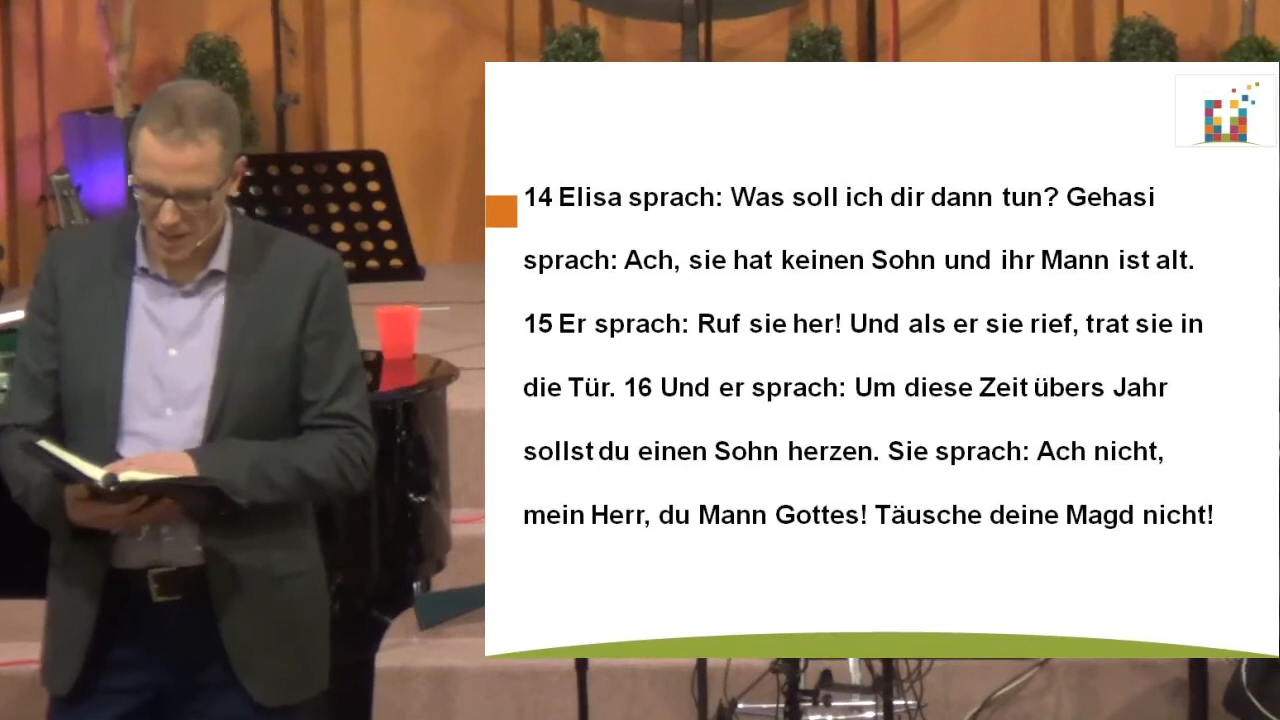 14 Elisa sprach: Was soll ich dir dann tun? Gehasi
sprach: Ach, sie hat keinen Sohn und ihr Mann ist alt.
15 Er sprach: Ruf sie her! Und als er sie rief, trat sie in
die Tür. 16 Und er sprach: Um diese Zeit übers Jahr
sollst du einen Sohn herzen. Sie sprach: Ach nicht,
mein Herr, du Mann Gottes! Täusche deine Magd nicht!